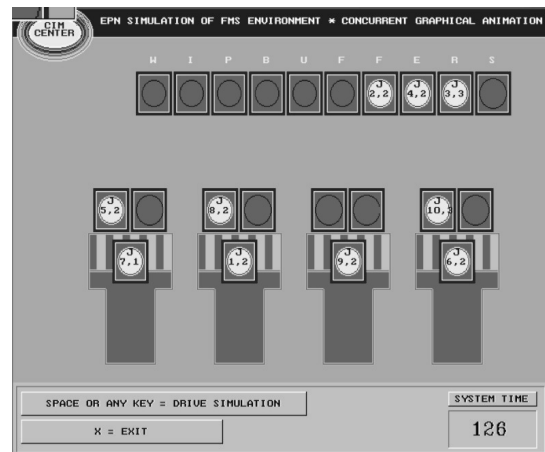 CIM
CENTER
EPN SIMULATION OF FMS ENVIRONMENT * CONCURRENT GRAPHICAL ANIMATION
W I P B U F F E R S
J J J
2,2 4,2 3,3
J J J
5,2 8,2 10,3
J J J J
7,1 1,2 9,2 6,2
SPACE OR ANY KEY = DRIVE SIMULATION
X = EXIT
SYSTEM TIME
126